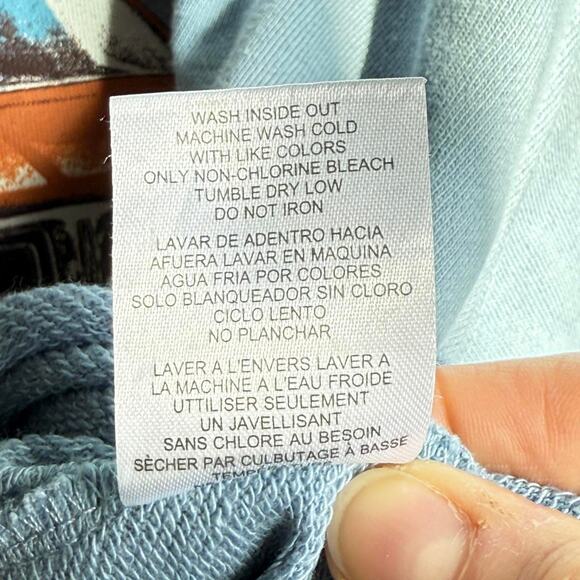 WASH INSIDE OUT
MACHINE WASH COLD
WITH LIKE COLORS
ONLY NON-CHLORINE BLEACH
TUMBLE DRY LOW
DO NOT IRON
LAVAR DE ADENTRO HACIA
AFUERA LAVAR EN MAQUINA
AGUA FRIA POR COLORES
SOLO BLANQUEADOR SIN CLORO
CICLO LENTO
NO PLANCHAR
LAVER A L'ENVERS LAVER A
LA MACHINE A L'EAU FROIDE
UTTILISER SEULEMENT
UN JAVELLISANT
SANS CHLORE AU BESOIN
SÈCHER PAR CULBUTAGE À BASSE